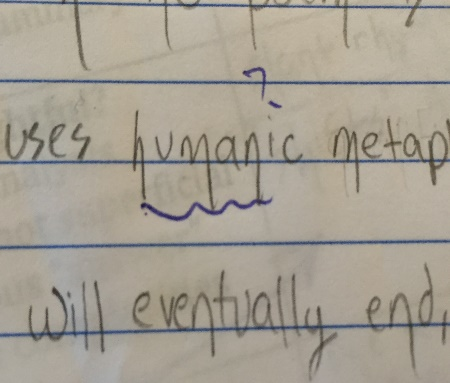 ?
uses humanic metap
will eventually end,